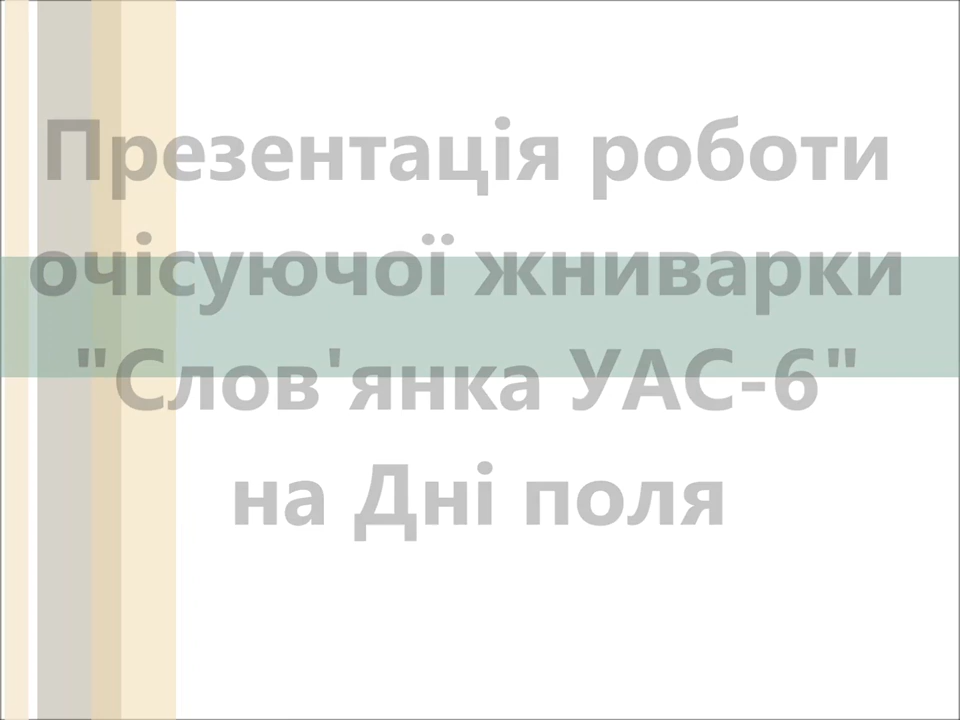 Презентація роботи
очісуючої жниварки
"Слов'янка УАС-6"
на Дні поля